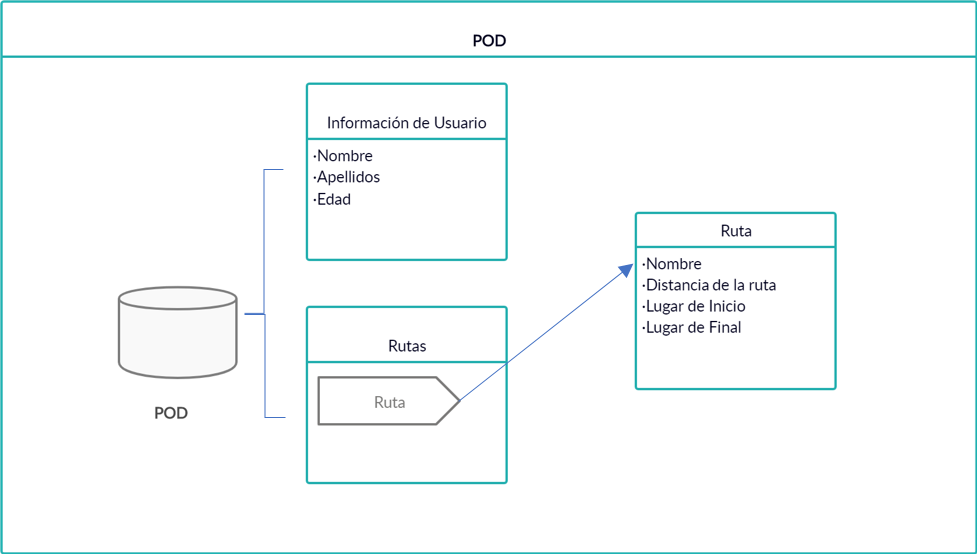 POD
Información de Usuario
·Nombre
·Apellidos
·Edad
POD
Rutas
Ruta
Ruta
·Nombre
·Distancia de la ruta
·Lugar de Inicio
·Lugar de Final